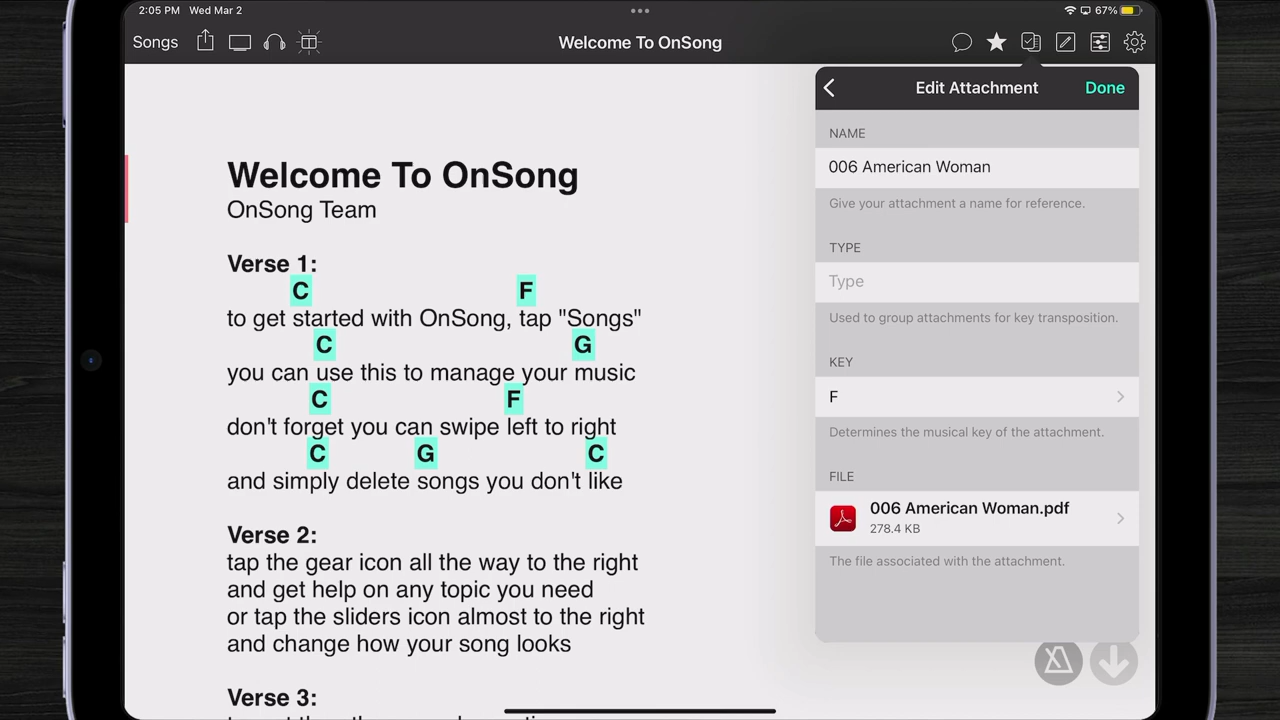 2:05 PM Wed Mar 2
67%
Songs
Welcome To OnSong
Edit Attachment
Done
NAME
006 American Woman
Give your attachment a name for reference.
TYPE
Type
Used to group attachments for key transposition.
KEY
F
Determines the musical key of the attachment.
FILE
006 American Woman.pdf
278.4 KB
The file associated with the attachment.
Welcome To OnSong
OnSong Team
Verse 1:
C F
to get started with OnSong, tap "Songs"
C G
you can use this to manage your music
C F
don't forget you can swipe left to right
C G C
and simply delete songs you don't like
Verse 2:
tap the gear icon all the way to the right
and get help on any topic you need
or tap the sliders icon almost to the right
and change how your song looks
Verse 3: